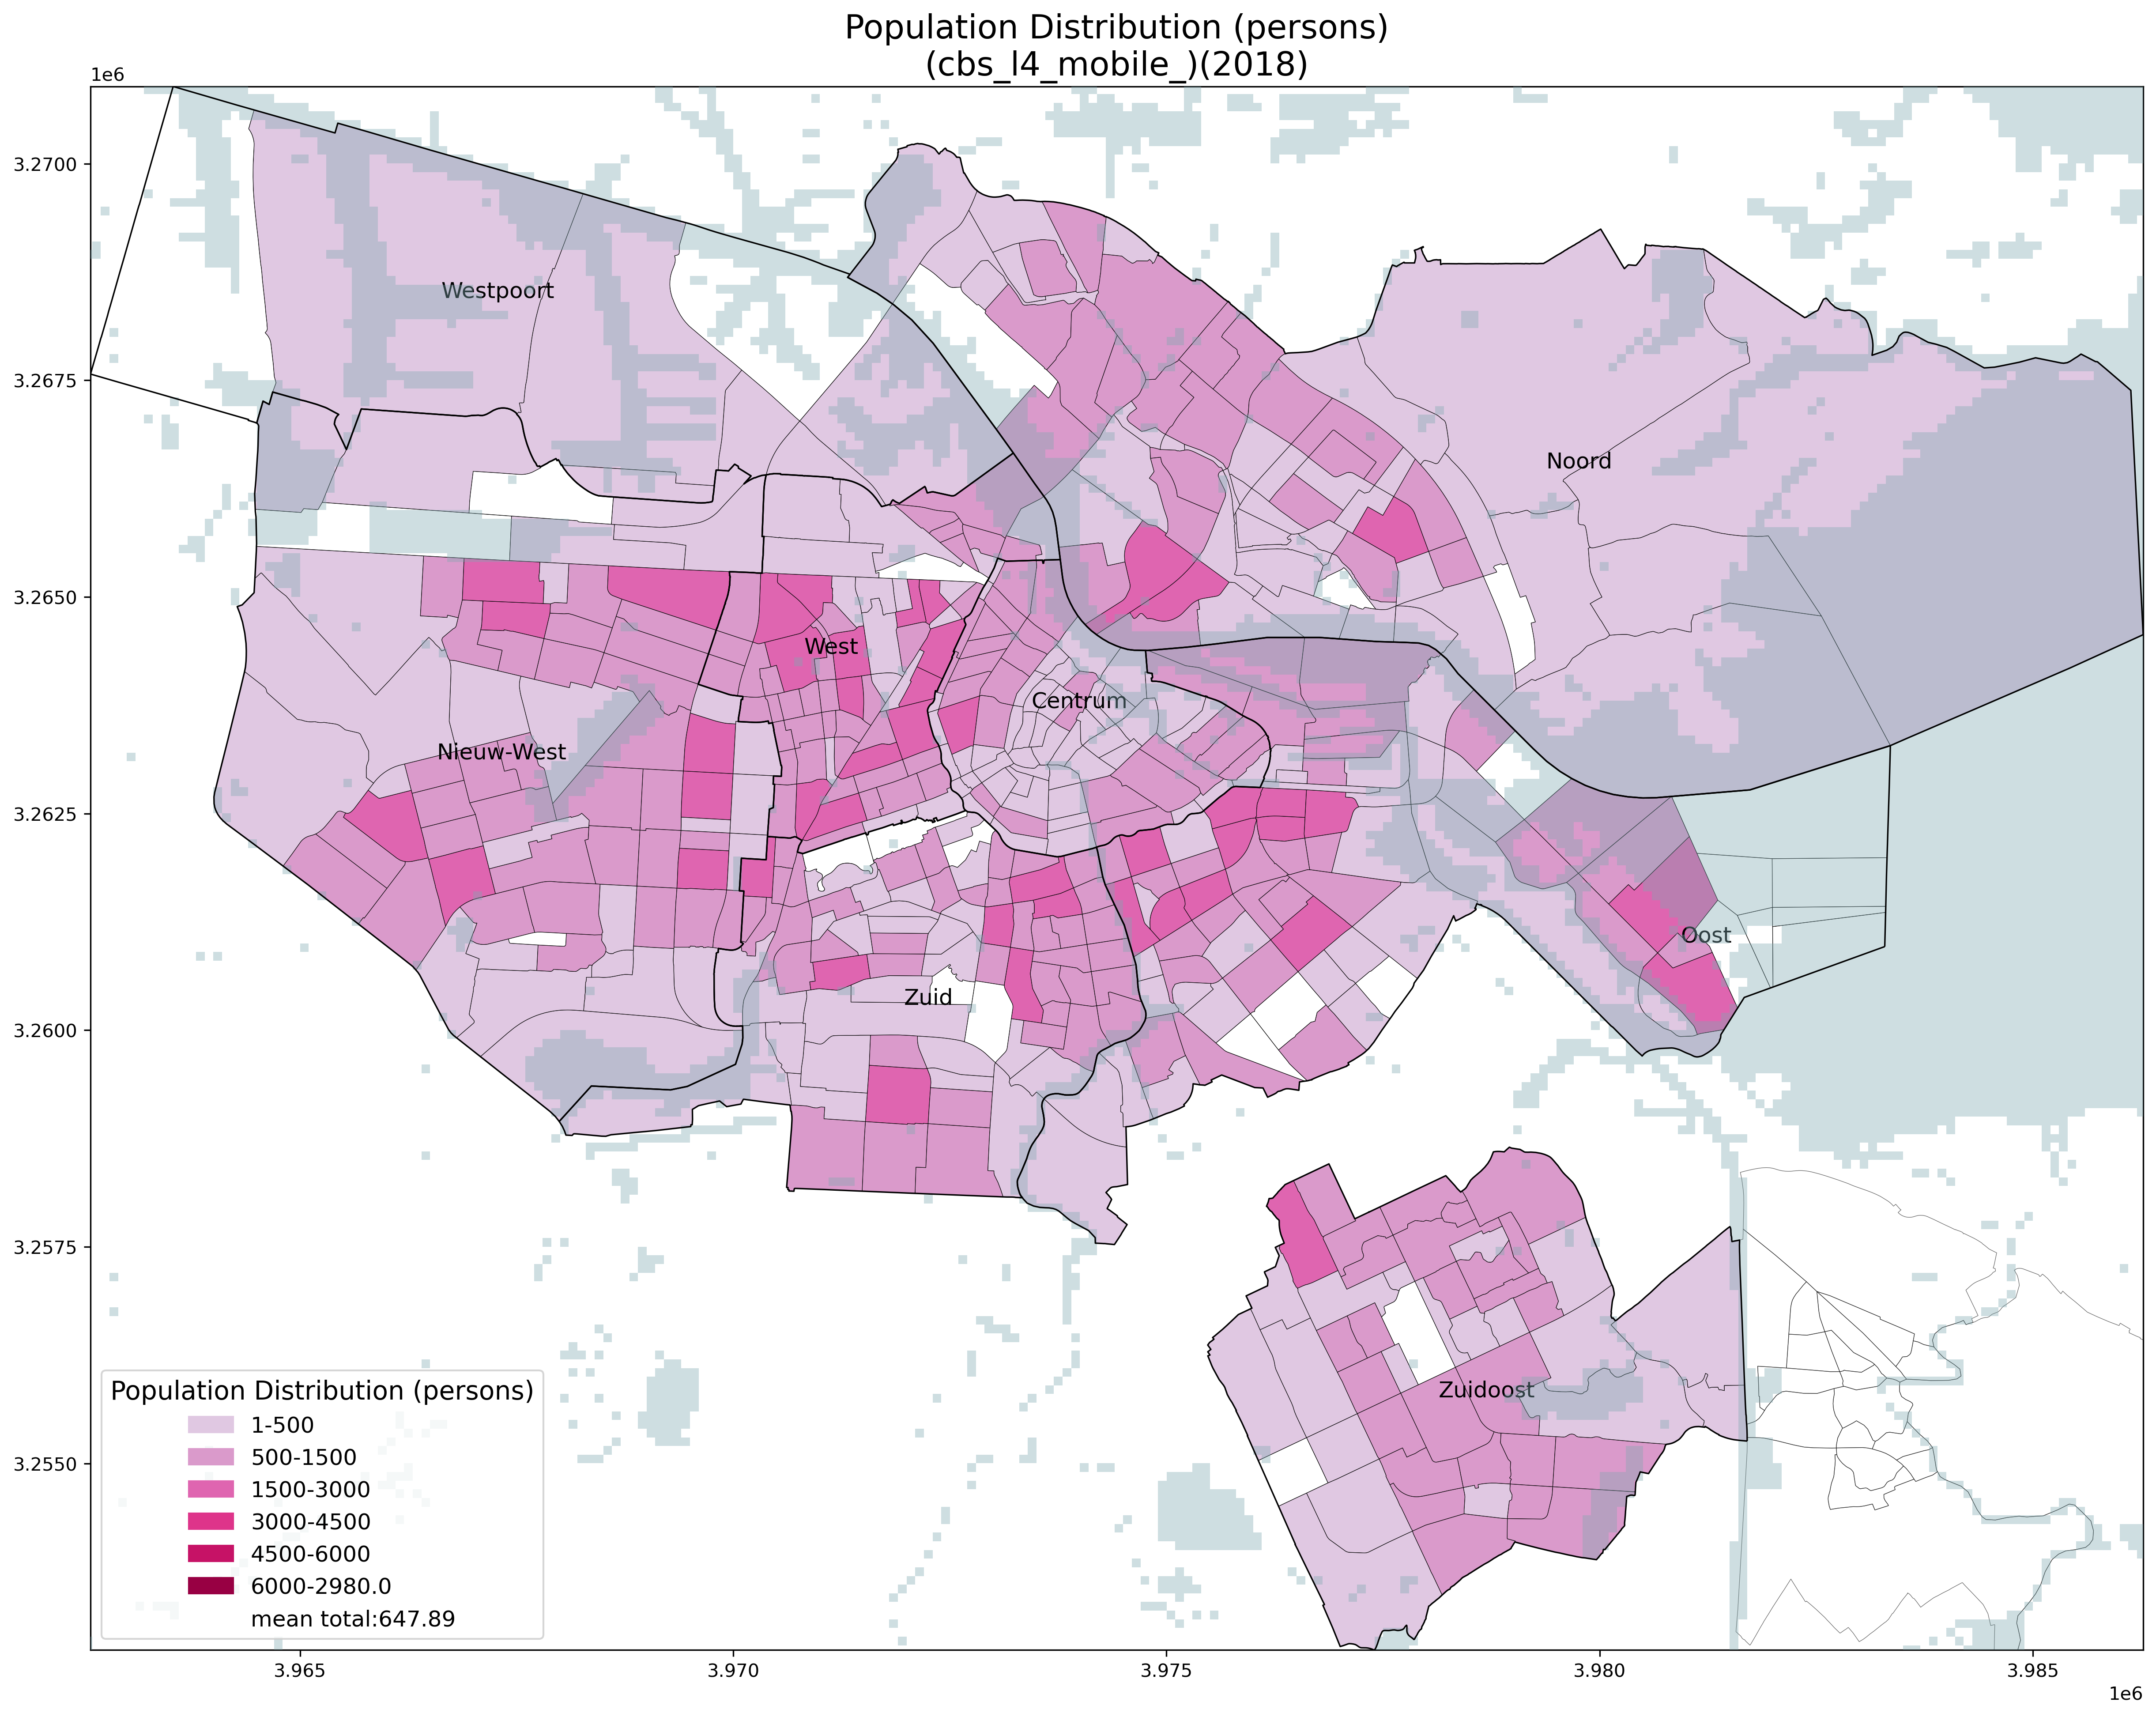 Population Distribution (persons)
(cbs_l4_mobile_)(2018)
1e6
3.2700
3.2675
3.2650
3.2625
3.2600
3.2575
3.2550
Westpoort
Noord
West
Centrum
Nieuw-West
Oost
Zuid
Zuidoost
Population Distribution (persons)
1-500
500-1500
1500-3000
3000-4500
4500-6000
6000-2980.0
mean total:647.89
3.965
3.970
3.975
3.980
3.985
1e6